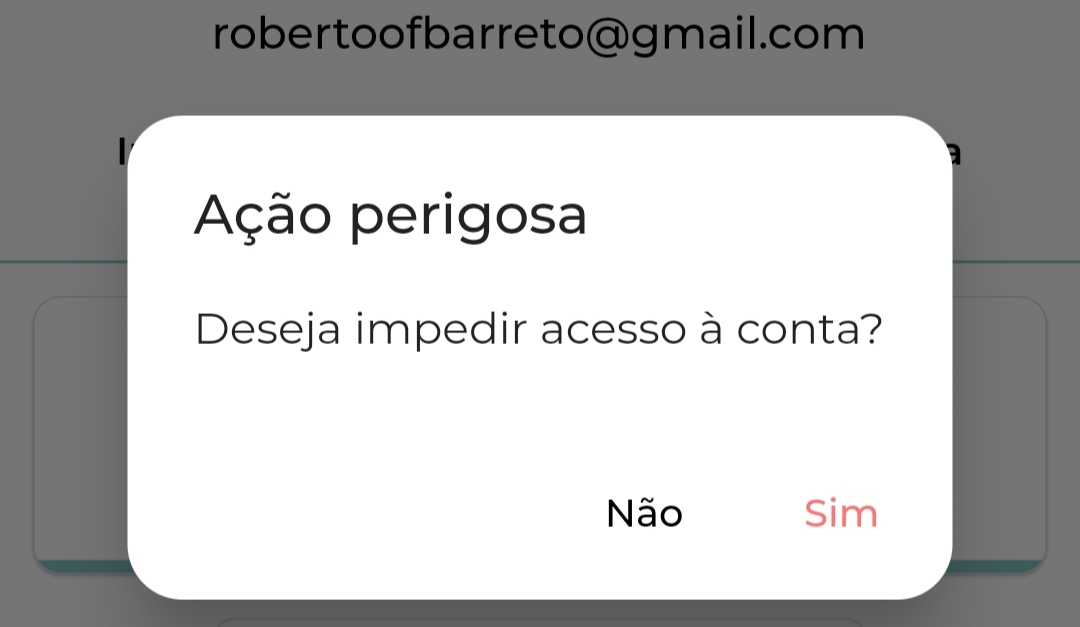 robertoofbarreto@gmail.com
Ação perigosa
Deseja impedir acesso à conta?
Não
Sim